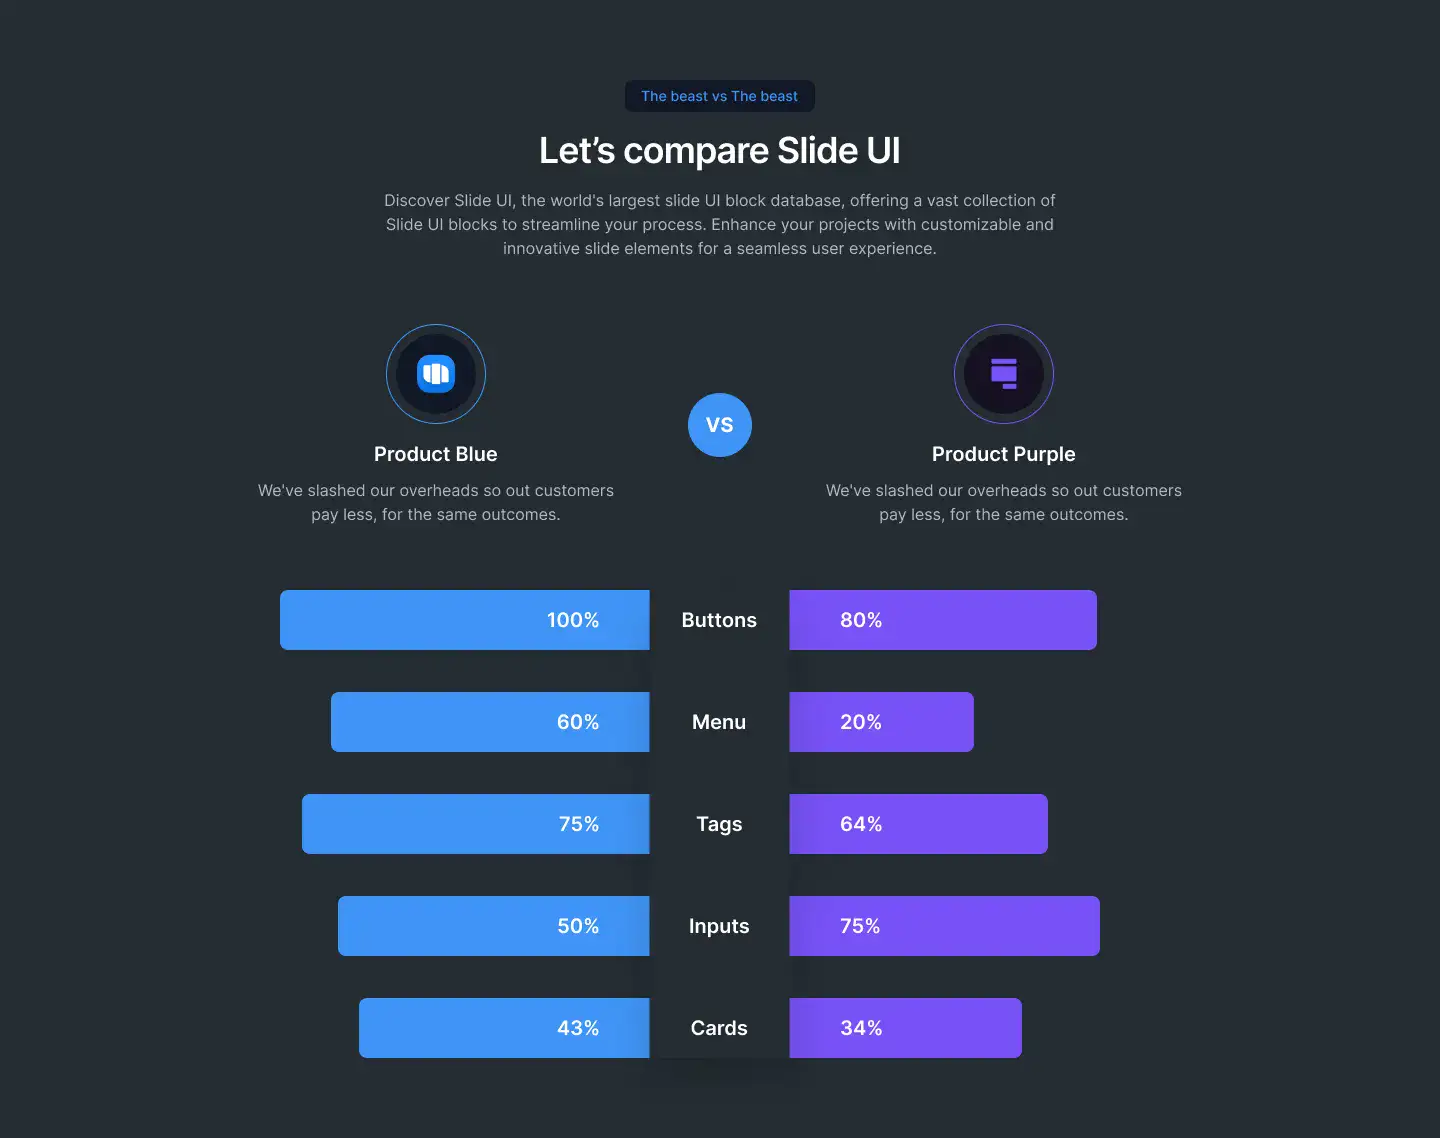 The beast vs The beast
Let’s compare Slide UI
Discover Slide UI, the world's largest slide UI block database, offering a vast collection of
Slide UI blocks to streamline your process. Enhance your projects with customizable and
innovative slide elements for a seamless user experience.
Product Blue
We've slashed our overheads so out customers
pay less, for the same outcomes.
VS
Product Purple
We've slashed our overheads so out customers
pay less, for the same outcomes.
100% Buttons 80%
60% Menu 20%
75% Tags 64%
50% Inputs 75%
43% Cards 34%